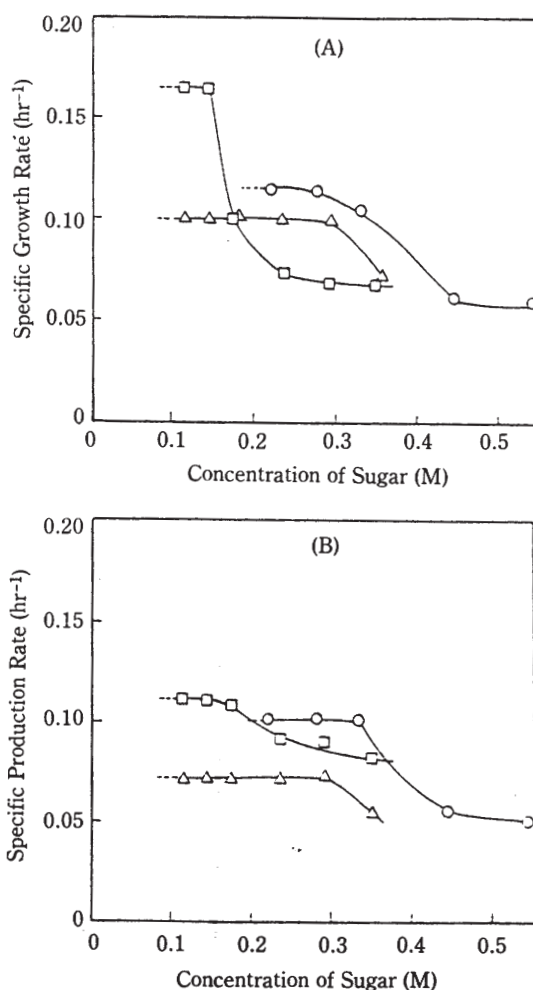 (A)
Specific Growth Rate (hr⁻¹)
0.20
0.15
0.10
0.05
0
0 0.1 0.2 0.3 0.4 0.5
Concentration of Sugar (M)
(B)
Specific Production Rate (hr⁻¹)
0.20
0.15
0.10
0.05
0
0 0.1 0.2 0.3 0.4 0.5
Concentration of Sugar (M)